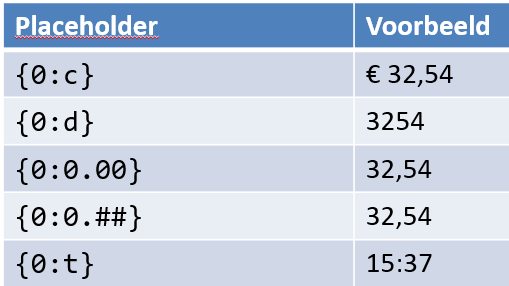 Placeholder Voorbeeld
{0:c} € 32,54
{0:d} 3254
{0:0.00} 32,54
{0:0.##} 32,54
{0:t} 15:37